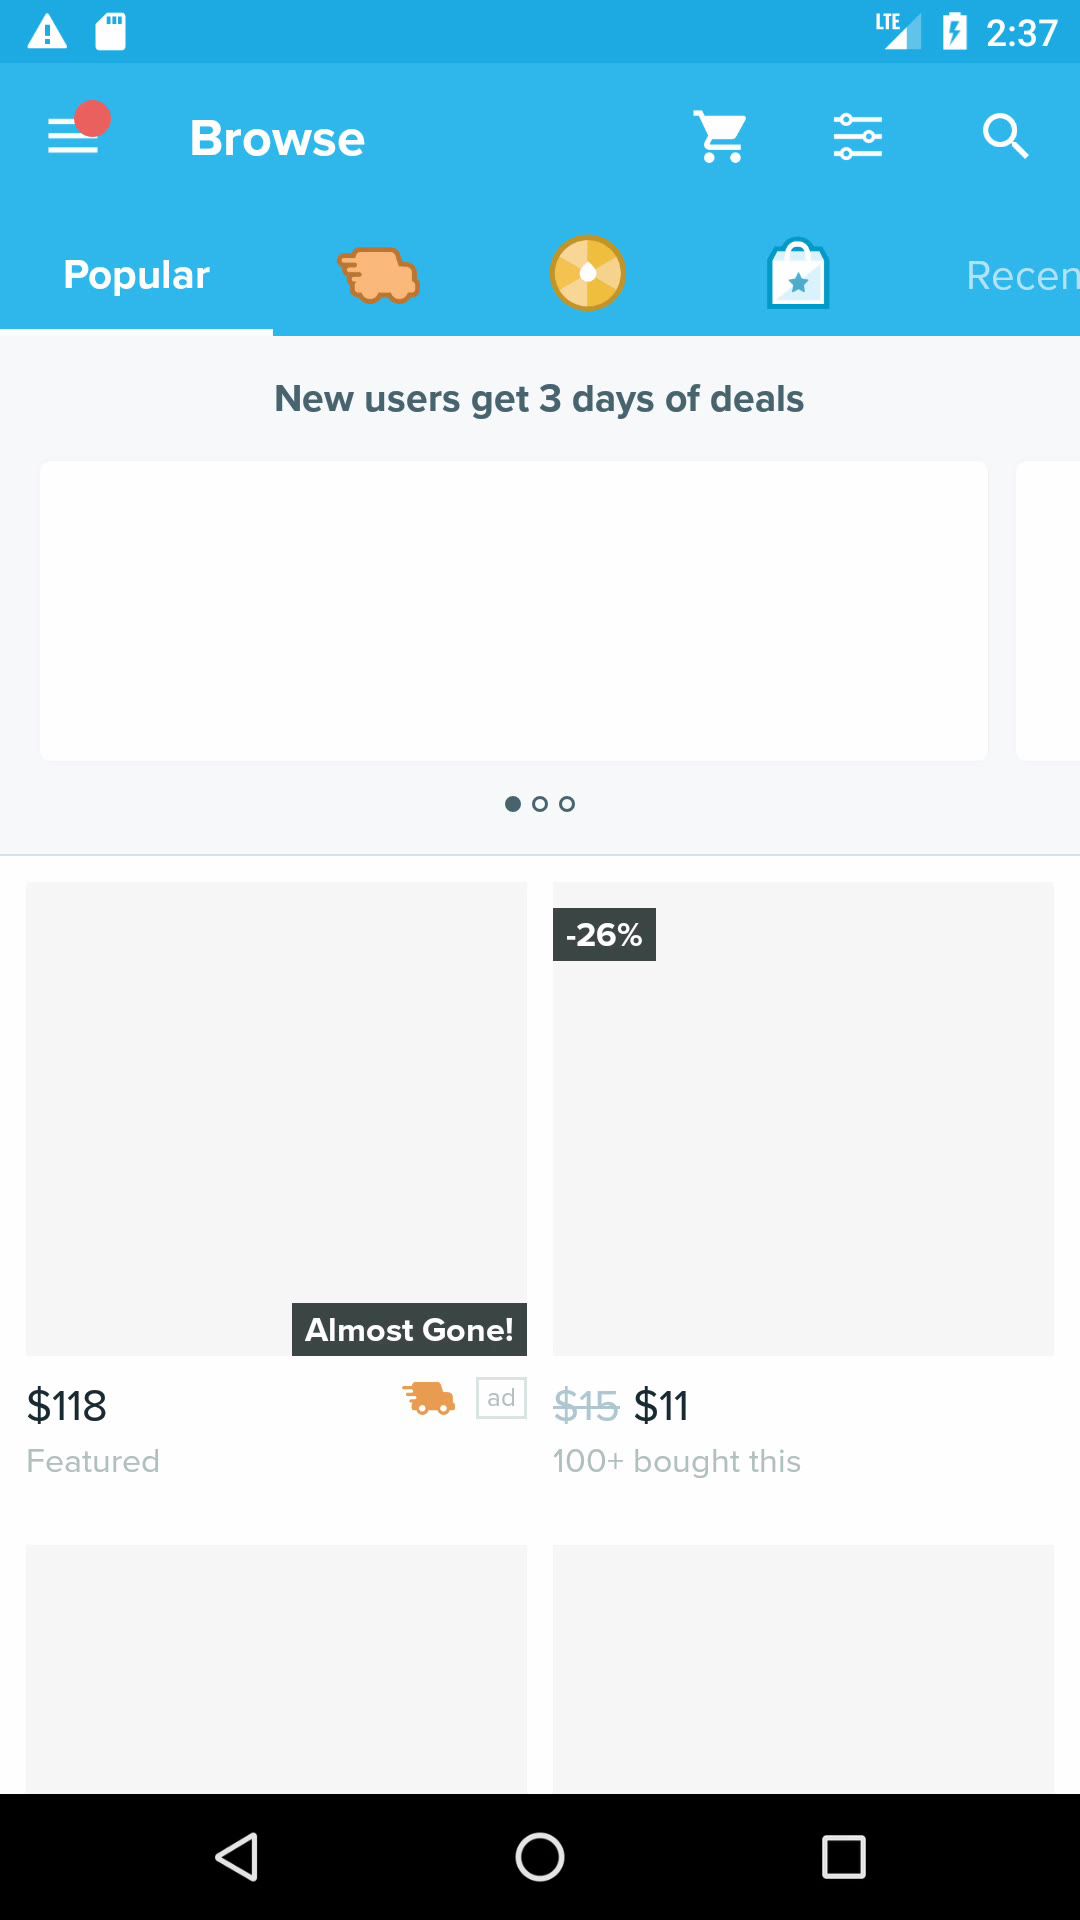 LTE 2:37
Browse
Popular
Recen
New users get 3 days of deals
-26%
Almost Gone!
$118 ad
Featured
$15 $11
100+ bought this